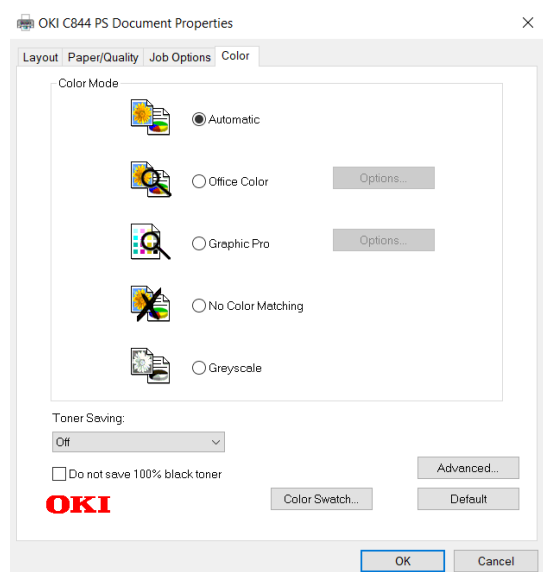 OKI C844 PS Document Properties
Layout Paper/Quality Job Options Color
Color Mode
Automatic
Office Color Options...
Graphic Pro Options...
No Color Matching
Greyscale
Toner Saving:
Off
Do not save 100% black toner
Advanced...
OKI Color Swatch... Default
OK Cancel